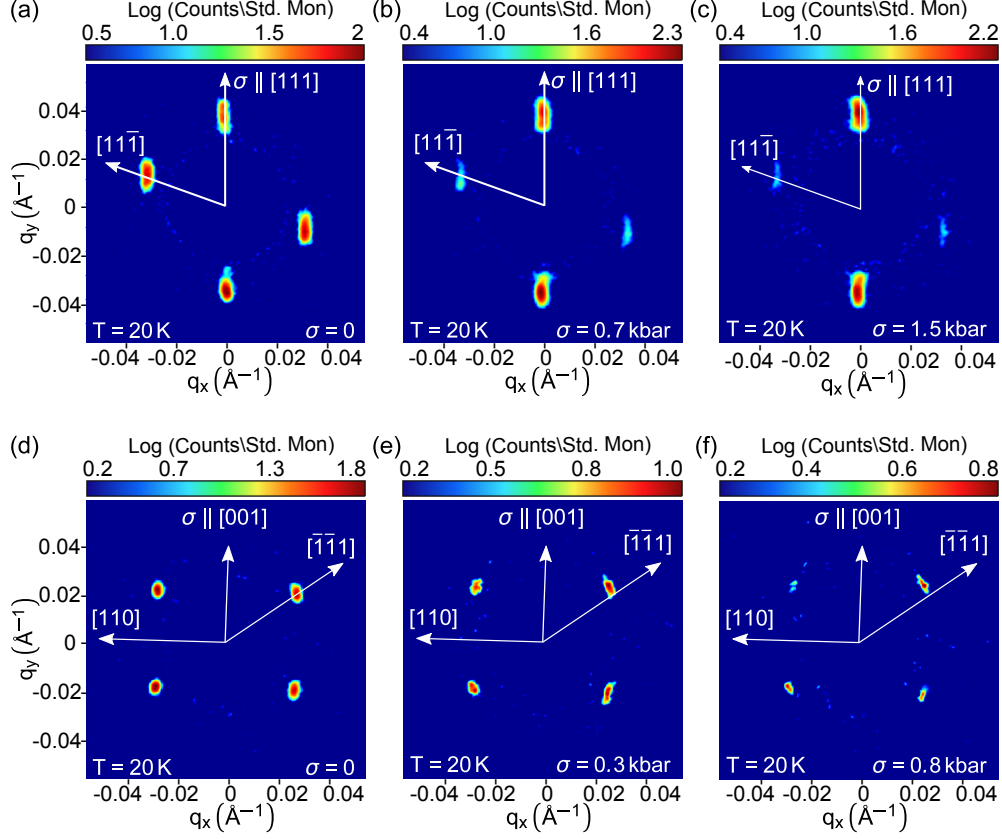 (a) Log (Counts\Std. Mon) (b) Log (Counts\Std. Mon) (c) Log (Counts\Std. Mon)
0.5 1.0 1.5 2 0.4 1.0 1.6 2.3 0.4 1.0 1.6 2.2
σ || [111] σ || [111] σ || [111]
0.04
[111̄] [111̄] [111̄]
0.02
0
-0.02
-0.04
q_y (Å⁻¹)
T = 20 K σ = 0 T = 20 K σ = 0.7 kbar T = 20 K σ = 1.5 kbar
-0.04 -0.02 0 0.02 0.04 -0.04 -0.02 0 0.02 0.04 -0.04 -0.02 0 0.02 0.04
q_x (Å⁻¹) q_x (Å⁻¹) q_x (Å⁻¹)
(d) Log (Counts\Std. Mon) (e) Log (Counts\Std. Mon) (f) Log (Counts\Std. Mon)
0.2 0.7 1.3 1.8 0.2 0.5 0.8 1.0 0.2 0.4 0.6 0.8
σ || [001] σ || [001] σ || [001]
[1̄1̄1] [1̄1̄1] [1̄1̄1]
0.04
0.02
[110] [110] [110]
0
-0.02
-0.04
q_y (Å⁻¹)
T = 20 K σ = 0 T = 20 K σ = 0.3 kbar T = 20 K σ = 0.8 kbar
-0.04 -0.02 0 0.02 0.04 -0.04 -0.02 0 0.02 0.04 -0.04 -0.02 0 0.02 0.04
q_x (Å⁻¹) q_x (Å⁻¹) q_x (Å⁻¹)